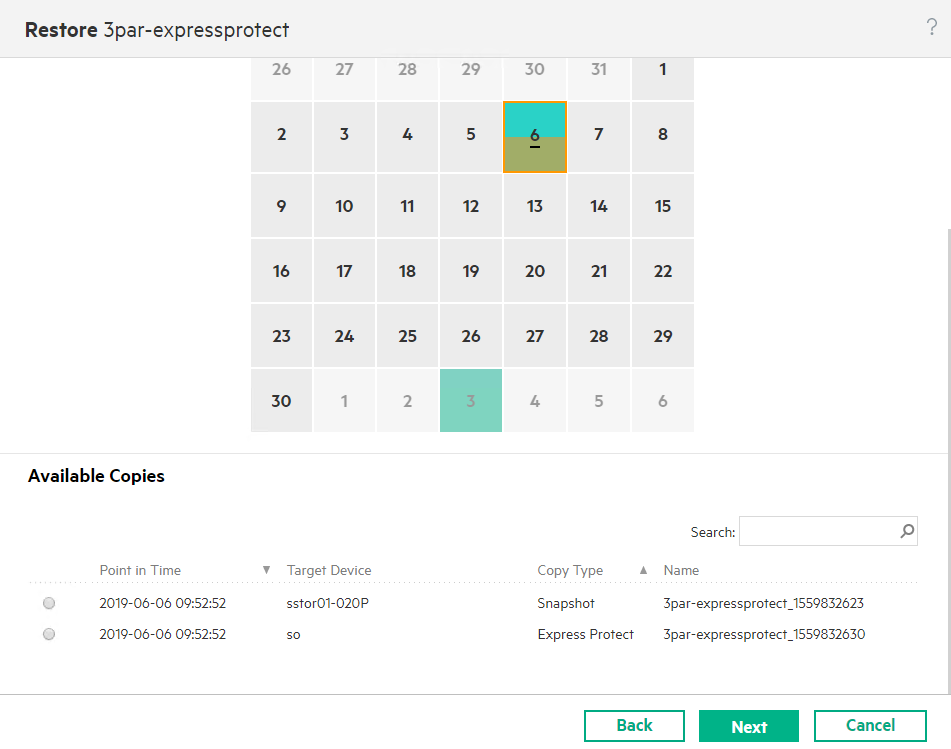 Restore 3par-expressprotect ?
26 27 28 29 30 31 1
2 3 4 5 6 7 8
9 10 11 12 13 14 15
16 17 18 19 20 21 22
23 24 25 26 27 28 29
30 1 2 3 4 5 6
Available Copies
Search:
Point in Time ▼ Target Device Copy Type ▲ Name
2019-06-06 09:52:52 sstor01-020P Snapshot 3par-expressprotect_1559832623
2019-06-06 09:52:52 so Express Protect 3par-expressprotect_1559832630
Back Next Cancel